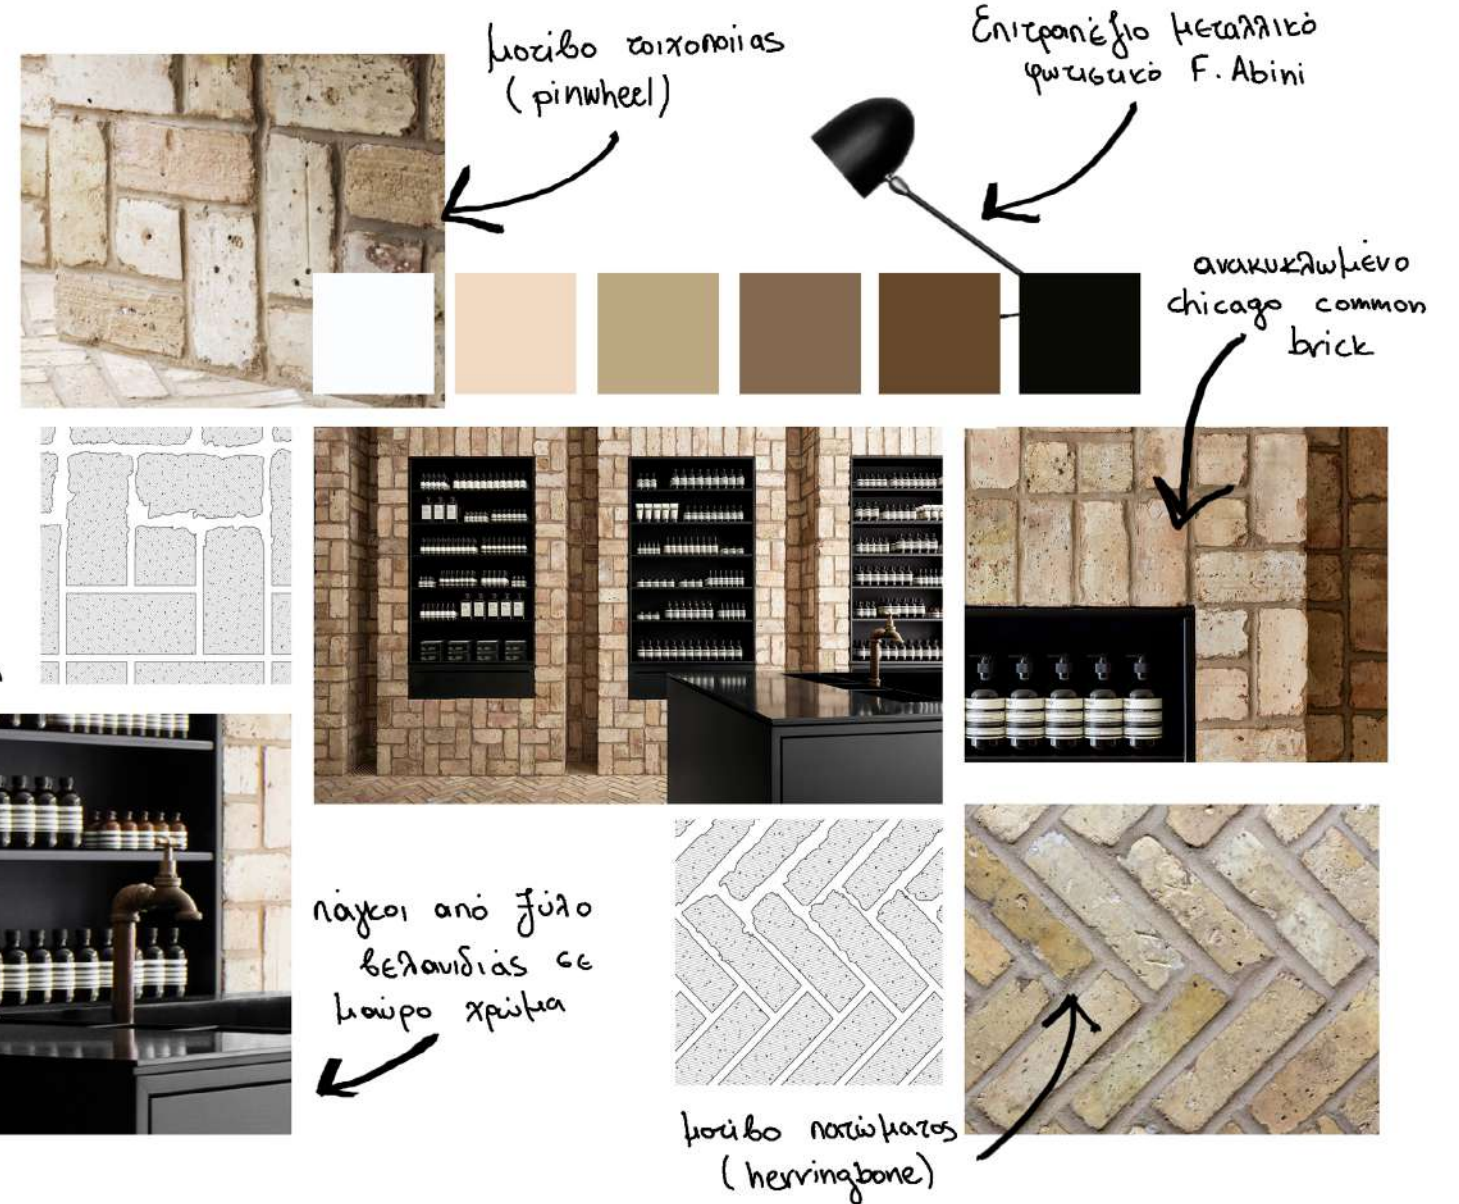 μοτίβο τοιχοποιίας
(pinwheel)
Επιτραπέζιο μεταλλικό
φωτιστικό F. Abini
ανακυκλωμένο
chicago common
brick
πάγκοι από ξύλο
βελανιδιάς σε
μαύρο χρώμα
μοτίβο πατώματος
(herringbone)